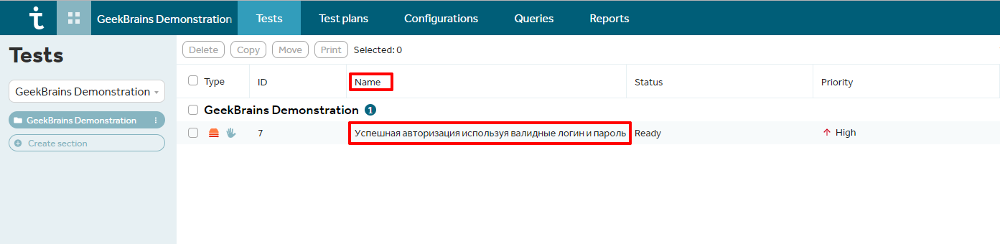 GeekBrains Demonstration Tests Test plans Configurations Queries Reports
Tests
GeekBrains Demonstration
GeekBrains Demonstration
Create section
Delete Copy Move Print Selected: 0
Type ID Name Status Priority
GeekBrains Demonstration 1
7 Успешная авторизация используя валидные логин и пароль Ready High